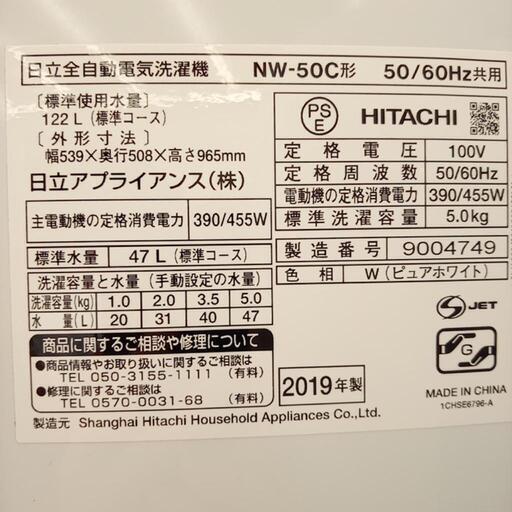 日立全自動電気洗濯機 NW-50C形 50/60Hz共用
〔標準使用水量〕
122 L (標準コース)
〔外形寸法〕
幅539×奥行508×高さ965mm
日立アプライアンス(株)
主電動機の定格消費電力 390/455W
標準水量 47 L (標準コース)
洗濯容量と水量 (手動設定の水量)
洗濯容量(kg) 1.0 2.0 3.5 5.0
水量(L) 20 31 40 47
商品に関するご相談や修理について
●商品情報やお取り扱いに関するご相談は
TEL 050-3155-1111 (有料)
●修理に関するご相談は
TEL 0570-0031-68 (有料)
PS
E
HITACHI
定格電圧 100V
定格周波数 50/60Hz
電動機の定格消費電力 390/455W
標準洗濯容量 5.0kg
製造番号 9004749
色相 W (ピュアホワイト)
S JET
G
2019年製
MADE IN CHINA
1CHSE6796-A
製造元 Shanghai Hitachi Household Appliances Co.,Ltd.